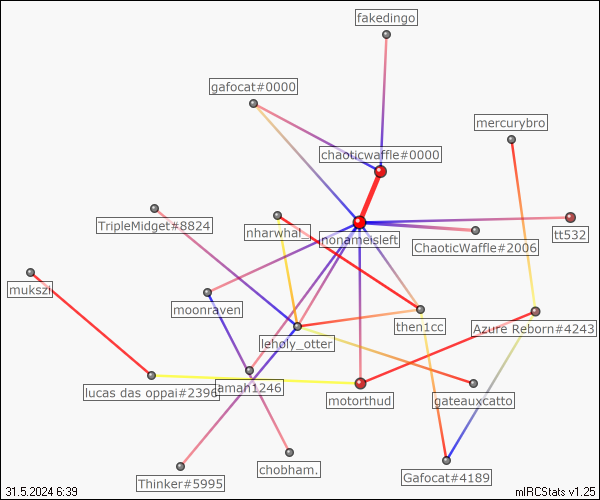 fakedingo
gafocat#0000
mercurybro
chaoticwaffle#0000
TripleMidget#8824
nharwhal_
nonameisleft
ChaoticWaffle#2006
tt532
mukszi
moonraven
leholy_otter
then1cc
Azure Reborn#4243
lucas das oppai#2396
aman1246
motorthud
gateauxcatto
Thinker#5995
chobham.
Gafocat#4189
31.5.2024 6:39
mIRCStats v1.25